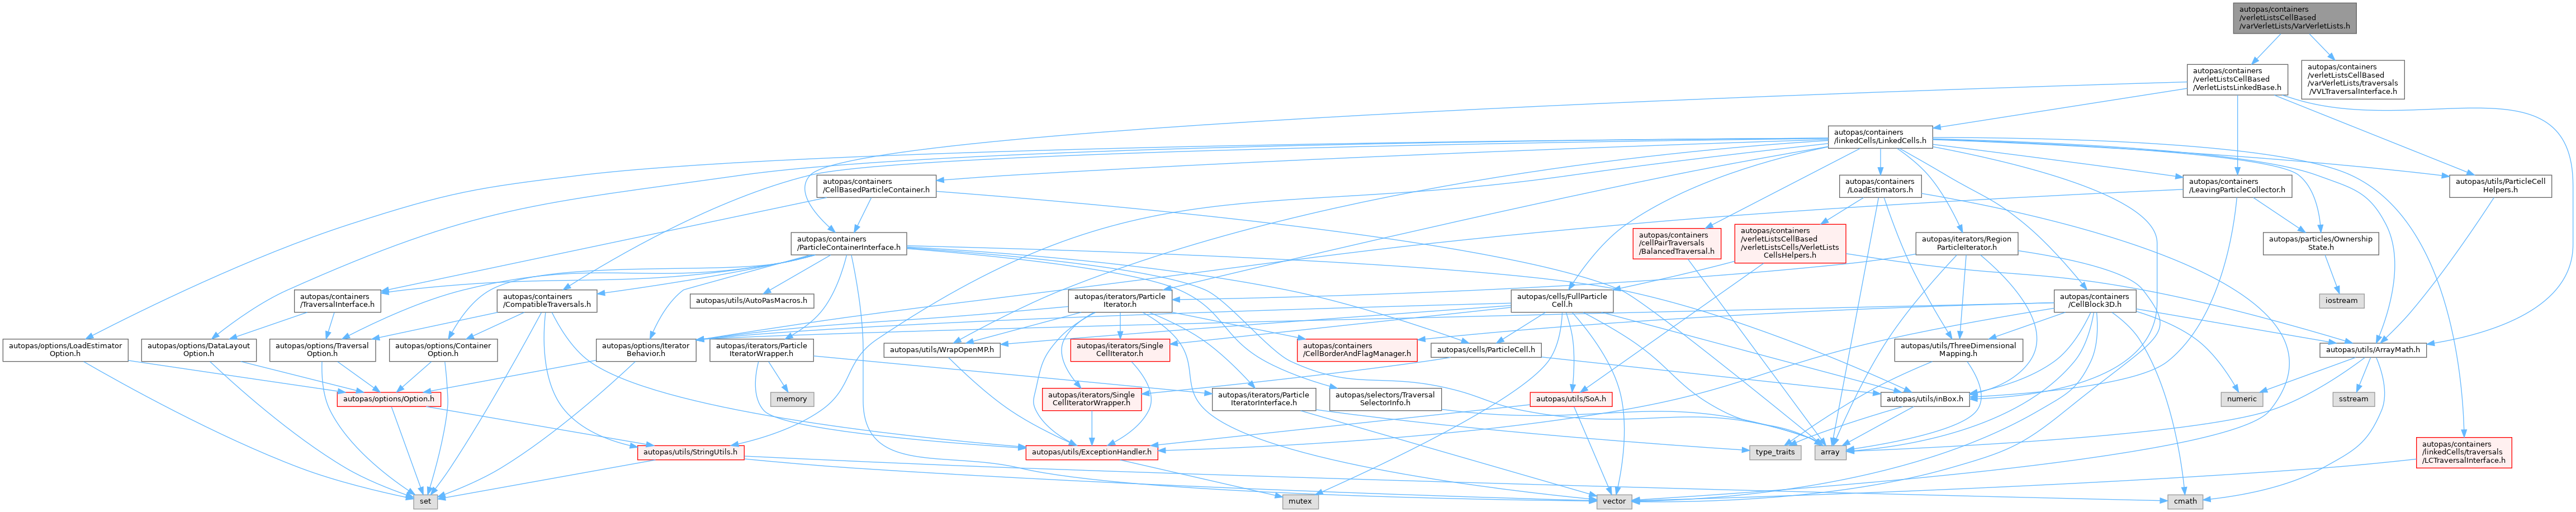 autopas/containers
/verletListsCellBased
/varVerletLists/VarVerletLists.h
autopas/containers
/verletListsCellBased
/VerletListsLinkedBase.h
autopas/containers
/verletListsCellBased
/varVerletLists/traversals
/VVLTraversalInterface.h
autopas/containers
/linkedCells/LinkedCells.h
autopas/containers
/CellBasedParticleContainer.h
autopas/containers
/LoadEstimators.h
autopas/containers
/LeavingParticleCollector.h
autopas/utils/ParticleCell
Helpers.h
autopas/containers
/ParticleContainerInterface.h
autopas/containers
/cellPairTraversals
/BalancedTraversal.h
autopas/containers
/verletListsCellBased
/verletListsCells/VerletLists
CellsHelpers.h
autopas/iterators/Region
ParticleIterator.h
autopas/particles/Ownership
State.h
autopas/containers
/TraversalInterface.h
autopas/containers
/CompatibleTraversals.h
autopas/utils/AutoPasMacros.h
autopas/iterators/Particle
Iterator.h
autopas/cells/FullParticle
Cell.h
autopas/containers
/CellBlock3D.h
iostream
autopas/options/LoadEstimator
Option.h
autopas/options/DataLayout
Option.h
autopas/options/Traversal
Option.h
autopas/options/Container
Option.h
autopas/options/Iterator
Behavior.h
autopas/iterators/Particle
IteratorWrapper.h
autopas/utils/WrapOpenMP.h
autopas/iterators/Single
CellIterator.h
autopas/containers
/CellBorderAndFlagManager.h
autopas/cells/ParticleCell.h
autopas/utils/ThreeDimensional
Mapping.h
autopas/utils/ArrayMath.h
autopas/options/Option.h
memory
autopas/iterators/Single
CellIteratorWrapper.h
autopas/iterators/Particle
IteratorInterface.h
autopas/utils/SoA.h
autopas/selectors/Traversal
SelectorInfo.h
autopas/utils/inBox.h
numeric
sstream
autopas/utils/StringUtils.h
autopas/utils/ExceptionHandler.h
type_traits
array
autopas/containers
/linkedCells/traversals
/LCTraversalInterface.h
set
mutex
vector
cmath